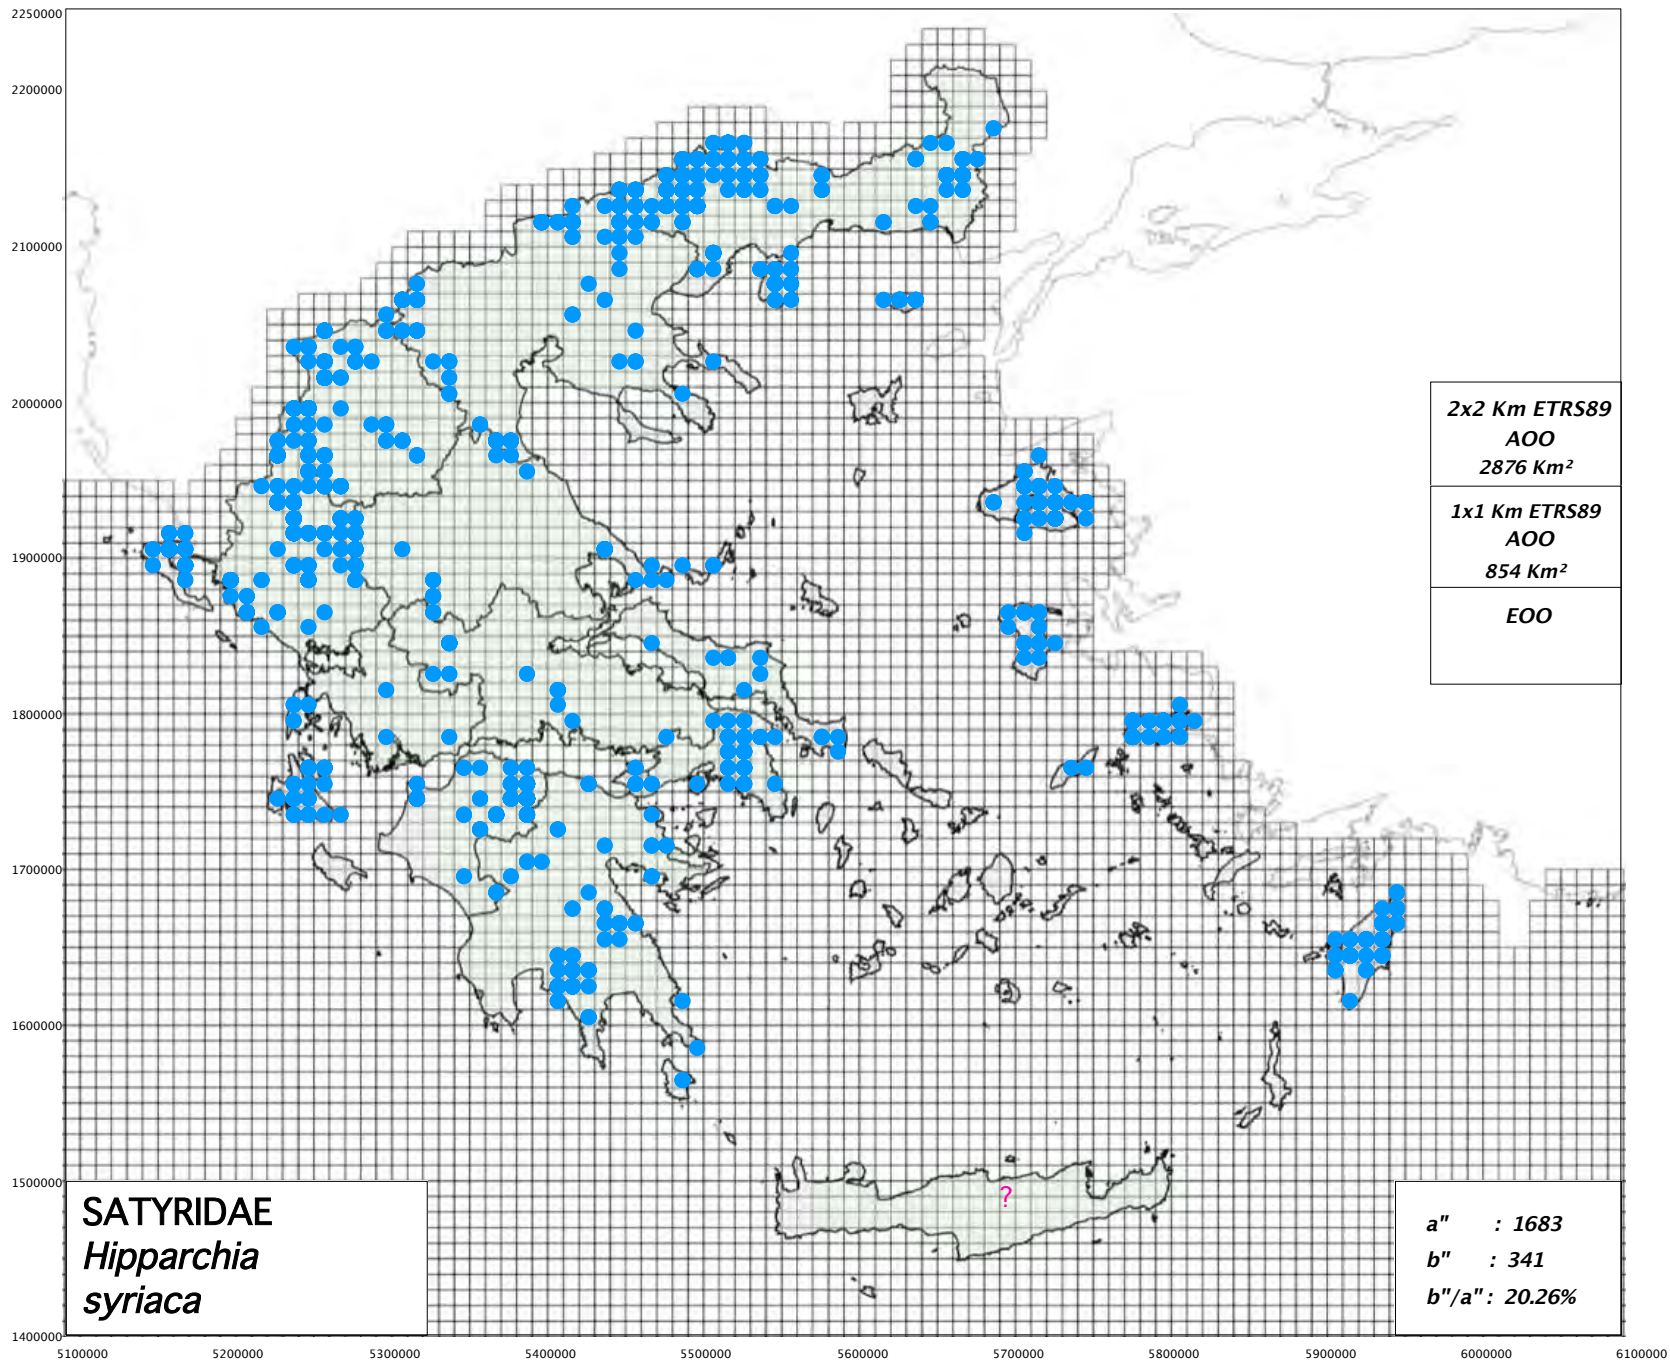 2250000
2200000
2100000
2000000
1900000
1800000
1700000
1600000
1500000
1400000
2x2 Km ETRS89
AOO
2876 Km²
1x1 Km ETRS89
AOO
854 Km²
EOO
?
SATYRIDAE
Hipparchia
syriaca
a" : 1683
b" : 341
b"/a" : 20.26%
5100000 5200000 5300000 5400000 5500000 5600000 5700000 5800000 5900000 6000000 6100000